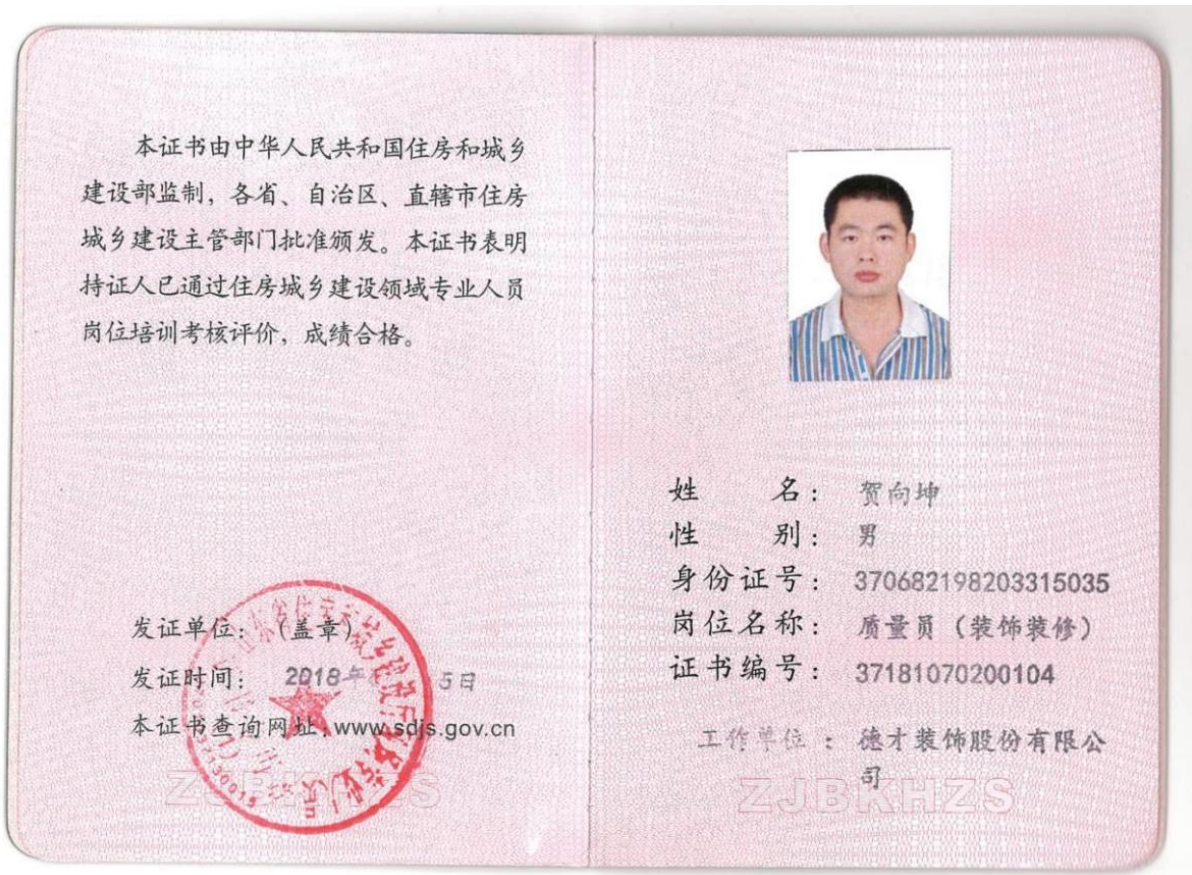 本证书由中华人民共和国住房和城乡
建设部监制，各省、自治区、直辖市住房
城乡建设主管部门批准颁发。本证书表明
持证人已通过住房城乡建设领域专业人员
岗位培训考核评价，成绩合格。
发证单位：（盖章）
发证时间： 2018年 5日
本证书查询网址：www.sdjs.gov.cn
ZJBKHZS
姓 名： 贺向坤
性 别： 男
身份证号： 370682198203315035
岗位名称： 质量员（装饰装修）
证书编号： 37181070200104
工作单位： 德才装饰股份有限公
司
ZJBKHZS